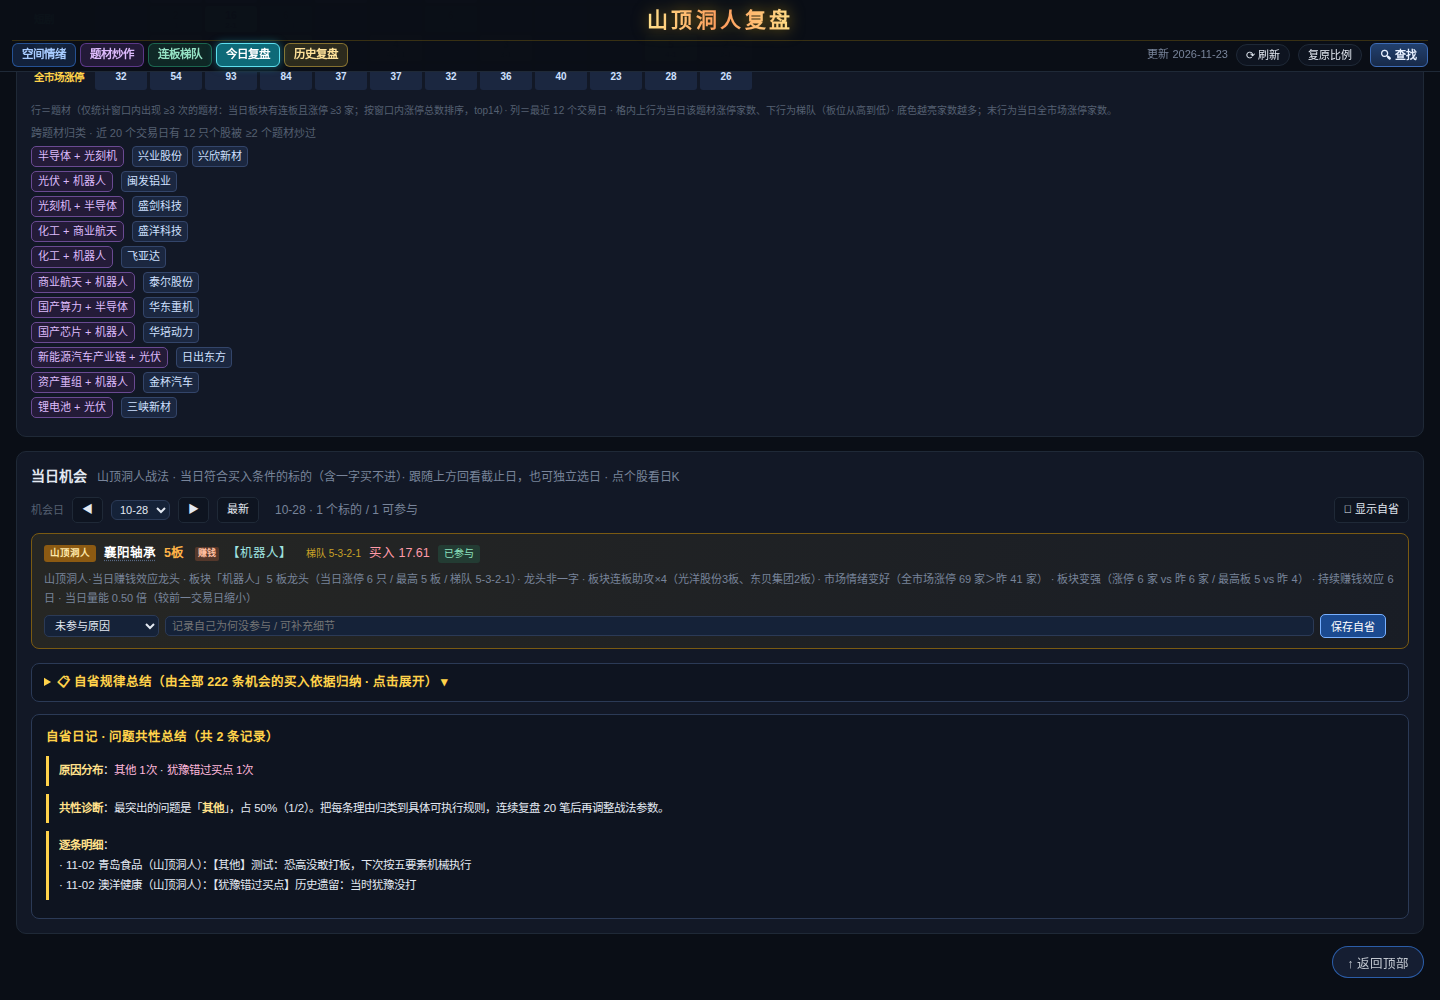 山顶洞人复盘
空间情绪 题材炒作 连板梯队 今日复盘 历史复盘 更新 2026-11-23 ⟳ 刷新 复原比例 🔍 查找
全市场涨停 32 54 93 84 37 37 32 36 40 23 28 26
行＝题材（仅统计窗口内出现 ≥3 次的题材：当日板块有连板且涨停 ≥3 家；按窗口内涨停总数排序，top14）· 列＝最近 12 个交易日 · 格内上行为当日该题材涨停家数、下行为梯队（板位从高到低）· 底色越亮家数越多；末行为当日全市场涨停家数。
跨题材归类 · 近 20 个交易日有 12 只个股被 ≥2 个题材炒过
半导体 + 光刻机 兴业股份 兴欣新材
光伏 + 机器人 闽发铝业
光刻机 + 半导体 盛剑科技
化工 + 商业航天 盛洋科技
化工 + 机器人 飞亚达
商业航天 + 机器人 泰尔股份
国产算力 + 半导体 华东重机
国产芯片 + 机器人 华培动力
新能源汽车产业链 + 光伏 日出东方
资产重组 + 机器人 金杯汽车
锂电池 + 光伏 三峡新材
当日机会 山顶洞人战法 · 当日符合买入条件的标的（含一字买不进）· 跟随上方回看截止日，也可独立选日 · 点个股看日K
机会日 ◀ 10-28 ▶ 最新 10-28 · 1 个标的 / 1 可参与 显示自省
山顶洞人 襄阳轴承 5板 赚钱 【机器人】 梯队 5-3-2-1 买入 17.61 已参与
山顶洞人·当日赚钱效应龙头 · 板块「机器人」5 板龙头（当日涨停 6 只 / 最高 5 板 / 梯队 5-3-2-1）· 龙头非一字 · 板块连板助攻×4（光洋股份3板、东贝集团2板）· 市场情绪变好（全市场涨停 69 家＞昨 41 家） · 板块变强（涨停 6 家 vs 昨 6 家 / 最高板 5 vs 昨 4） · 持续赚钱效应 6
日 · 当日量能 0.50 倍（较前一交易日缩小）
未参与原因 记录自己为何没参与 / 可补充细节 保存自省
▶ 📋 自省规律总结（由全部 222 条机会的买入依据归纳 · 点击展开） ▼
自省日记 · 问题共性总结（共 2 条记录）
原因分布：其他 1次 · 犹豫错过买点 1次
共性诊断：最突出的问题是「其他」，占 50%（1/2）。把每条理由归类到具体可执行规则，连续复盘 20 笔后再调整战法参数。
逐条明细：
· 11-02 青岛食品（山顶洞人）：【其他】测试：恐高没敢打板，下次按五要素机械执行
· 11-02 澳洋健康（山顶洞人）：【犹豫错过买点】历史遗留：当时犹豫没打
↑ 返回顶部